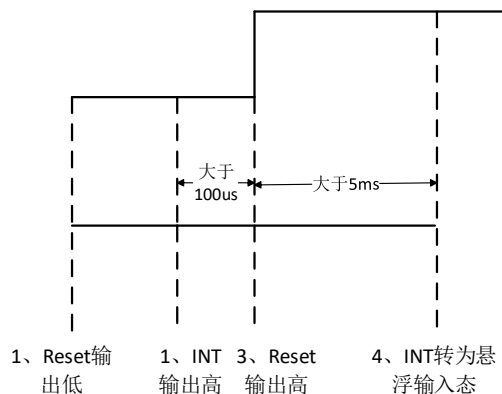 大于
100us
大于5ms
1、Reset输
出低
1、INT
输出高
3、Reset
输出高
4、INT转为悬
浮输入态